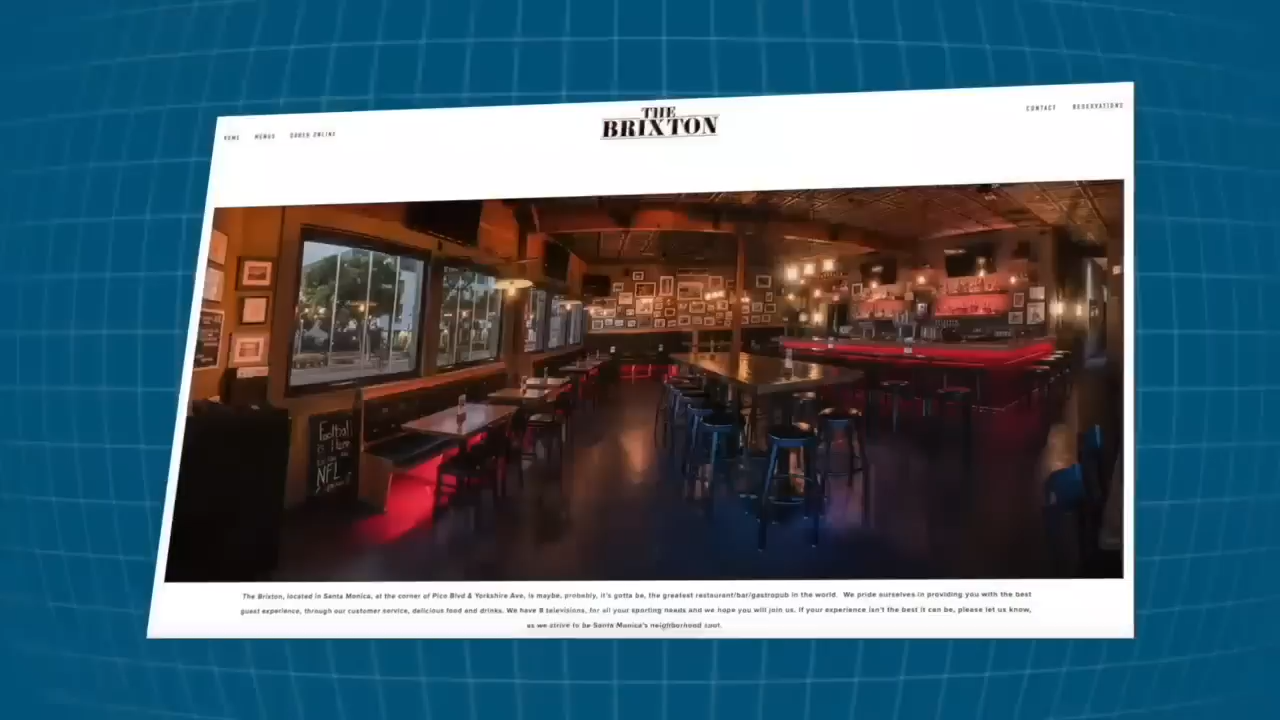 THE
BRIXTON
HOME MENUS ORDER ONLINE
CONTACT RESERVATIONS
Football
is Here
NFL
The Brixton, located in Santa Monica, at the corner of Pico Blvd & Yorkshire Ave, is maybe, probably, it's gotta be, the greatest restaurant/bar/gastropub in the world. We pride ourselves in providing you with the best
guest experience, through our customer service, delicious food and drinks. We have 8 televisions, for all your sporting needs and we hope you will join us. If your experience isn't the best it can be, please let us know,
as we strive to be Santa Monica's neighborhood spot.